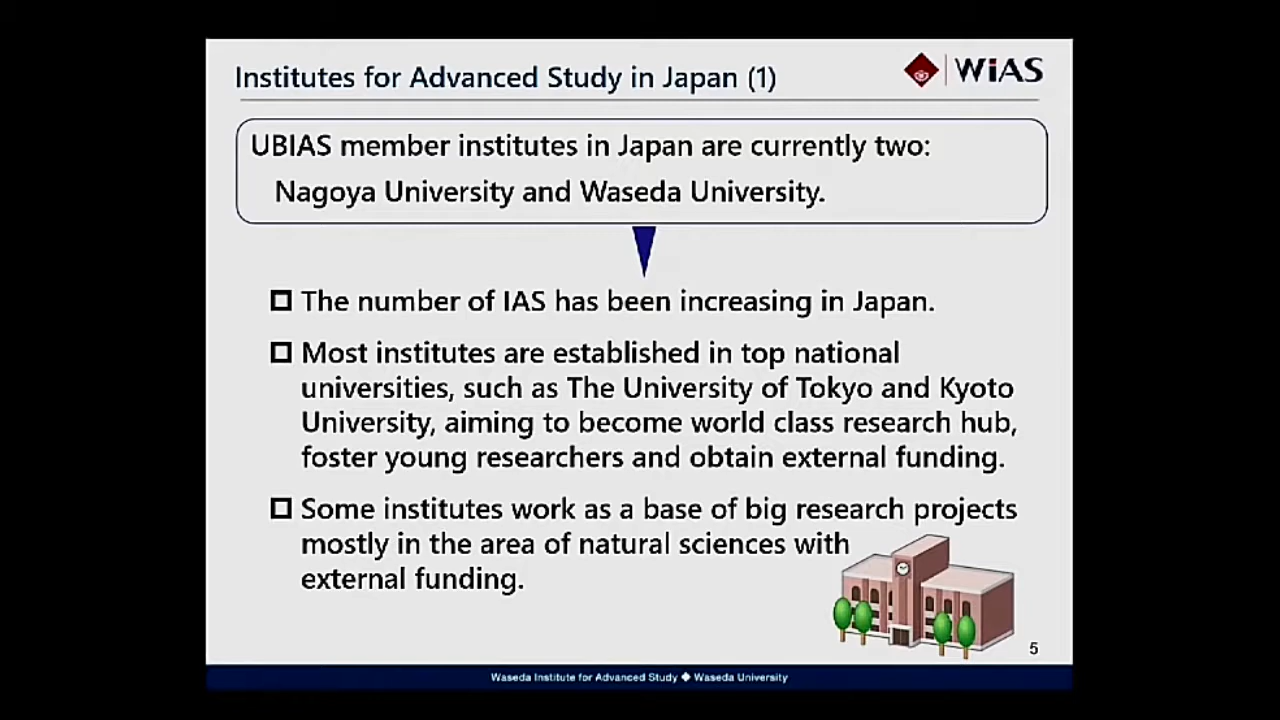 Institutes for Advanced Study in Japan (1)
WiAS
UBIAS member institutes in Japan are currently two:
Nagoya University and Waseda University.
The number of IAS has been increasing in Japan.
Most institutes are established in top national
universities, such as The University of Tokyo and Kyoto
University, aiming to become world class research hub,
foster young researchers and obtain external funding.
Some institutes work as a base of big research projects
mostly in the area of natural sciences with
external funding.
5
Waseda Institute for Advanced Study ◆ Waseda University